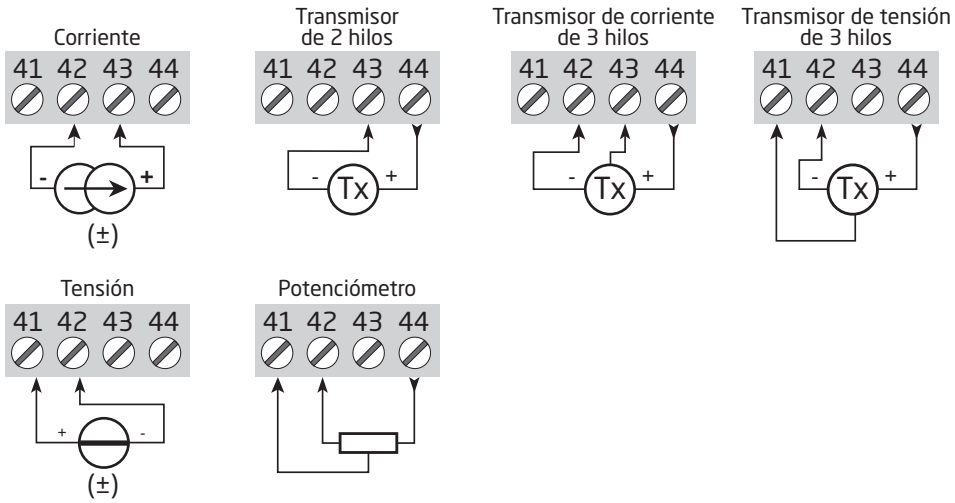 Corriente
41 42 43 44
- +
(±)
Transmisor
de 2 hilos
41 42 43 44
- Tx +
Transmisor de corriente
de 3 hilos
41 42 43 44
- Tx +
Transmisor de tensión
de 3 hilos
41 42 43 44
- Tx +
Tensión
41 42 43 44
+ -
(±)
Potenciómetro
41 42 43 44